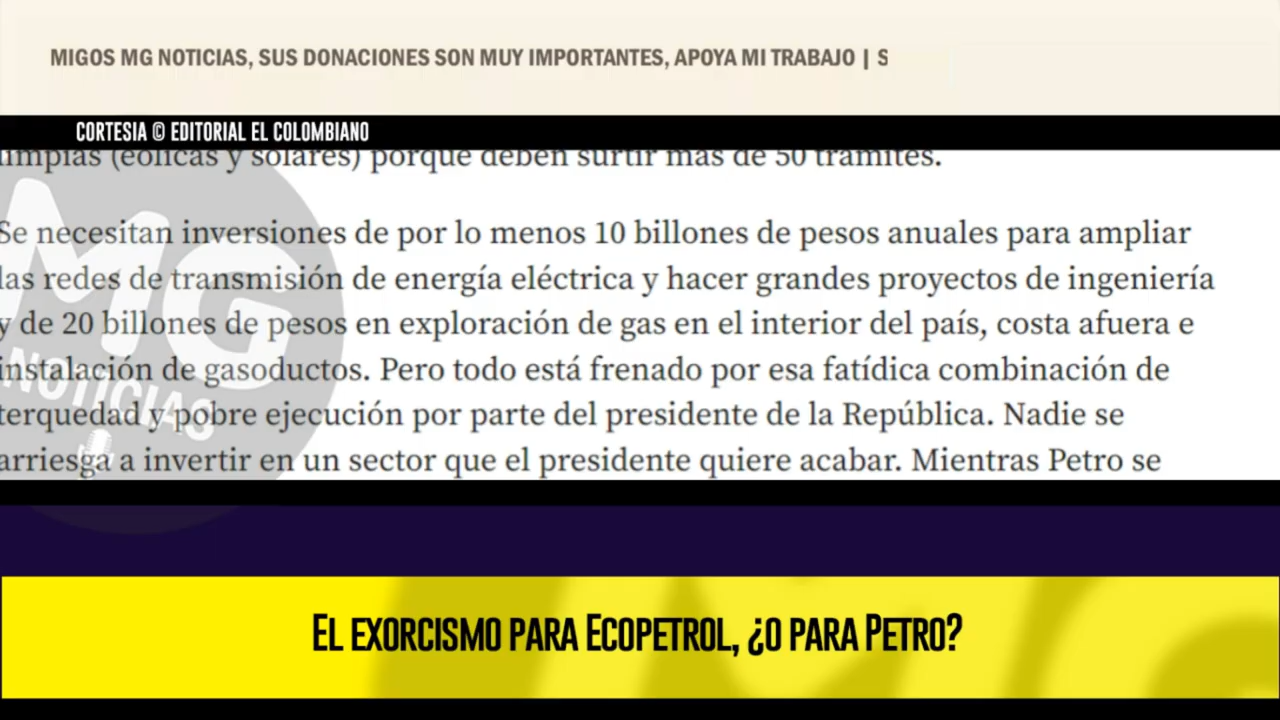 MIGOS MG NOTICIAS, SUS DONACIONES SON MUY IMPORTANTES, APOYA MI TRABAJO | S
CORTESIA © EDITORIAL EL COLOMBIANO
limpias (eólicas y solares) porque deben surtir más de 50 trámites.
Se necesitan inversiones de por lo menos 10 billones de pesos anuales para ampliar
las redes de transmisión de energía eléctrica y hacer grandes proyectos de ingeniería
y de 20 billones de pesos en exploración de gas en el interior del país, costa afuera e
instalación de gasoductos. Pero todo está frenado por esa fatídica combinación de
terquedad y pobre ejecución por parte del presidente de la República. Nadie se
arriesga a invertir en un sector que el presidente quiere acabar. Mientras Petro se
MG
NOTICIAS
El exorcismo para Ecopetrol, ¿o para Petro?